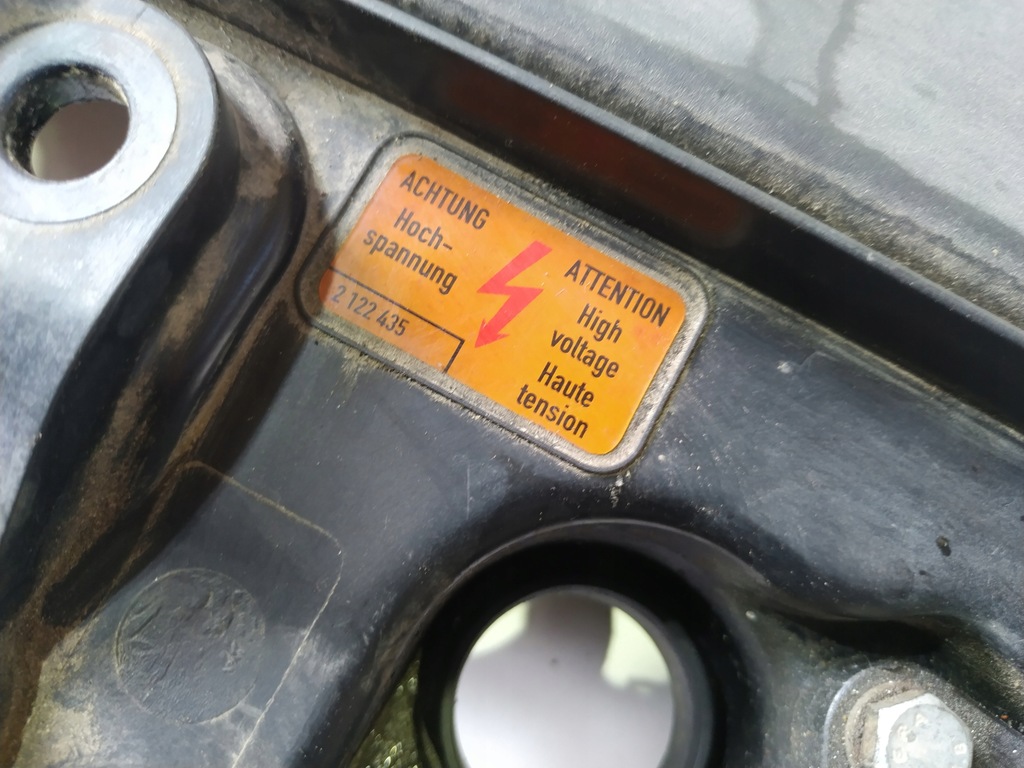 ACHTUNG
Hoch-
spannung
2 122 435
ATTENTION
High
voltage
Haute
tension